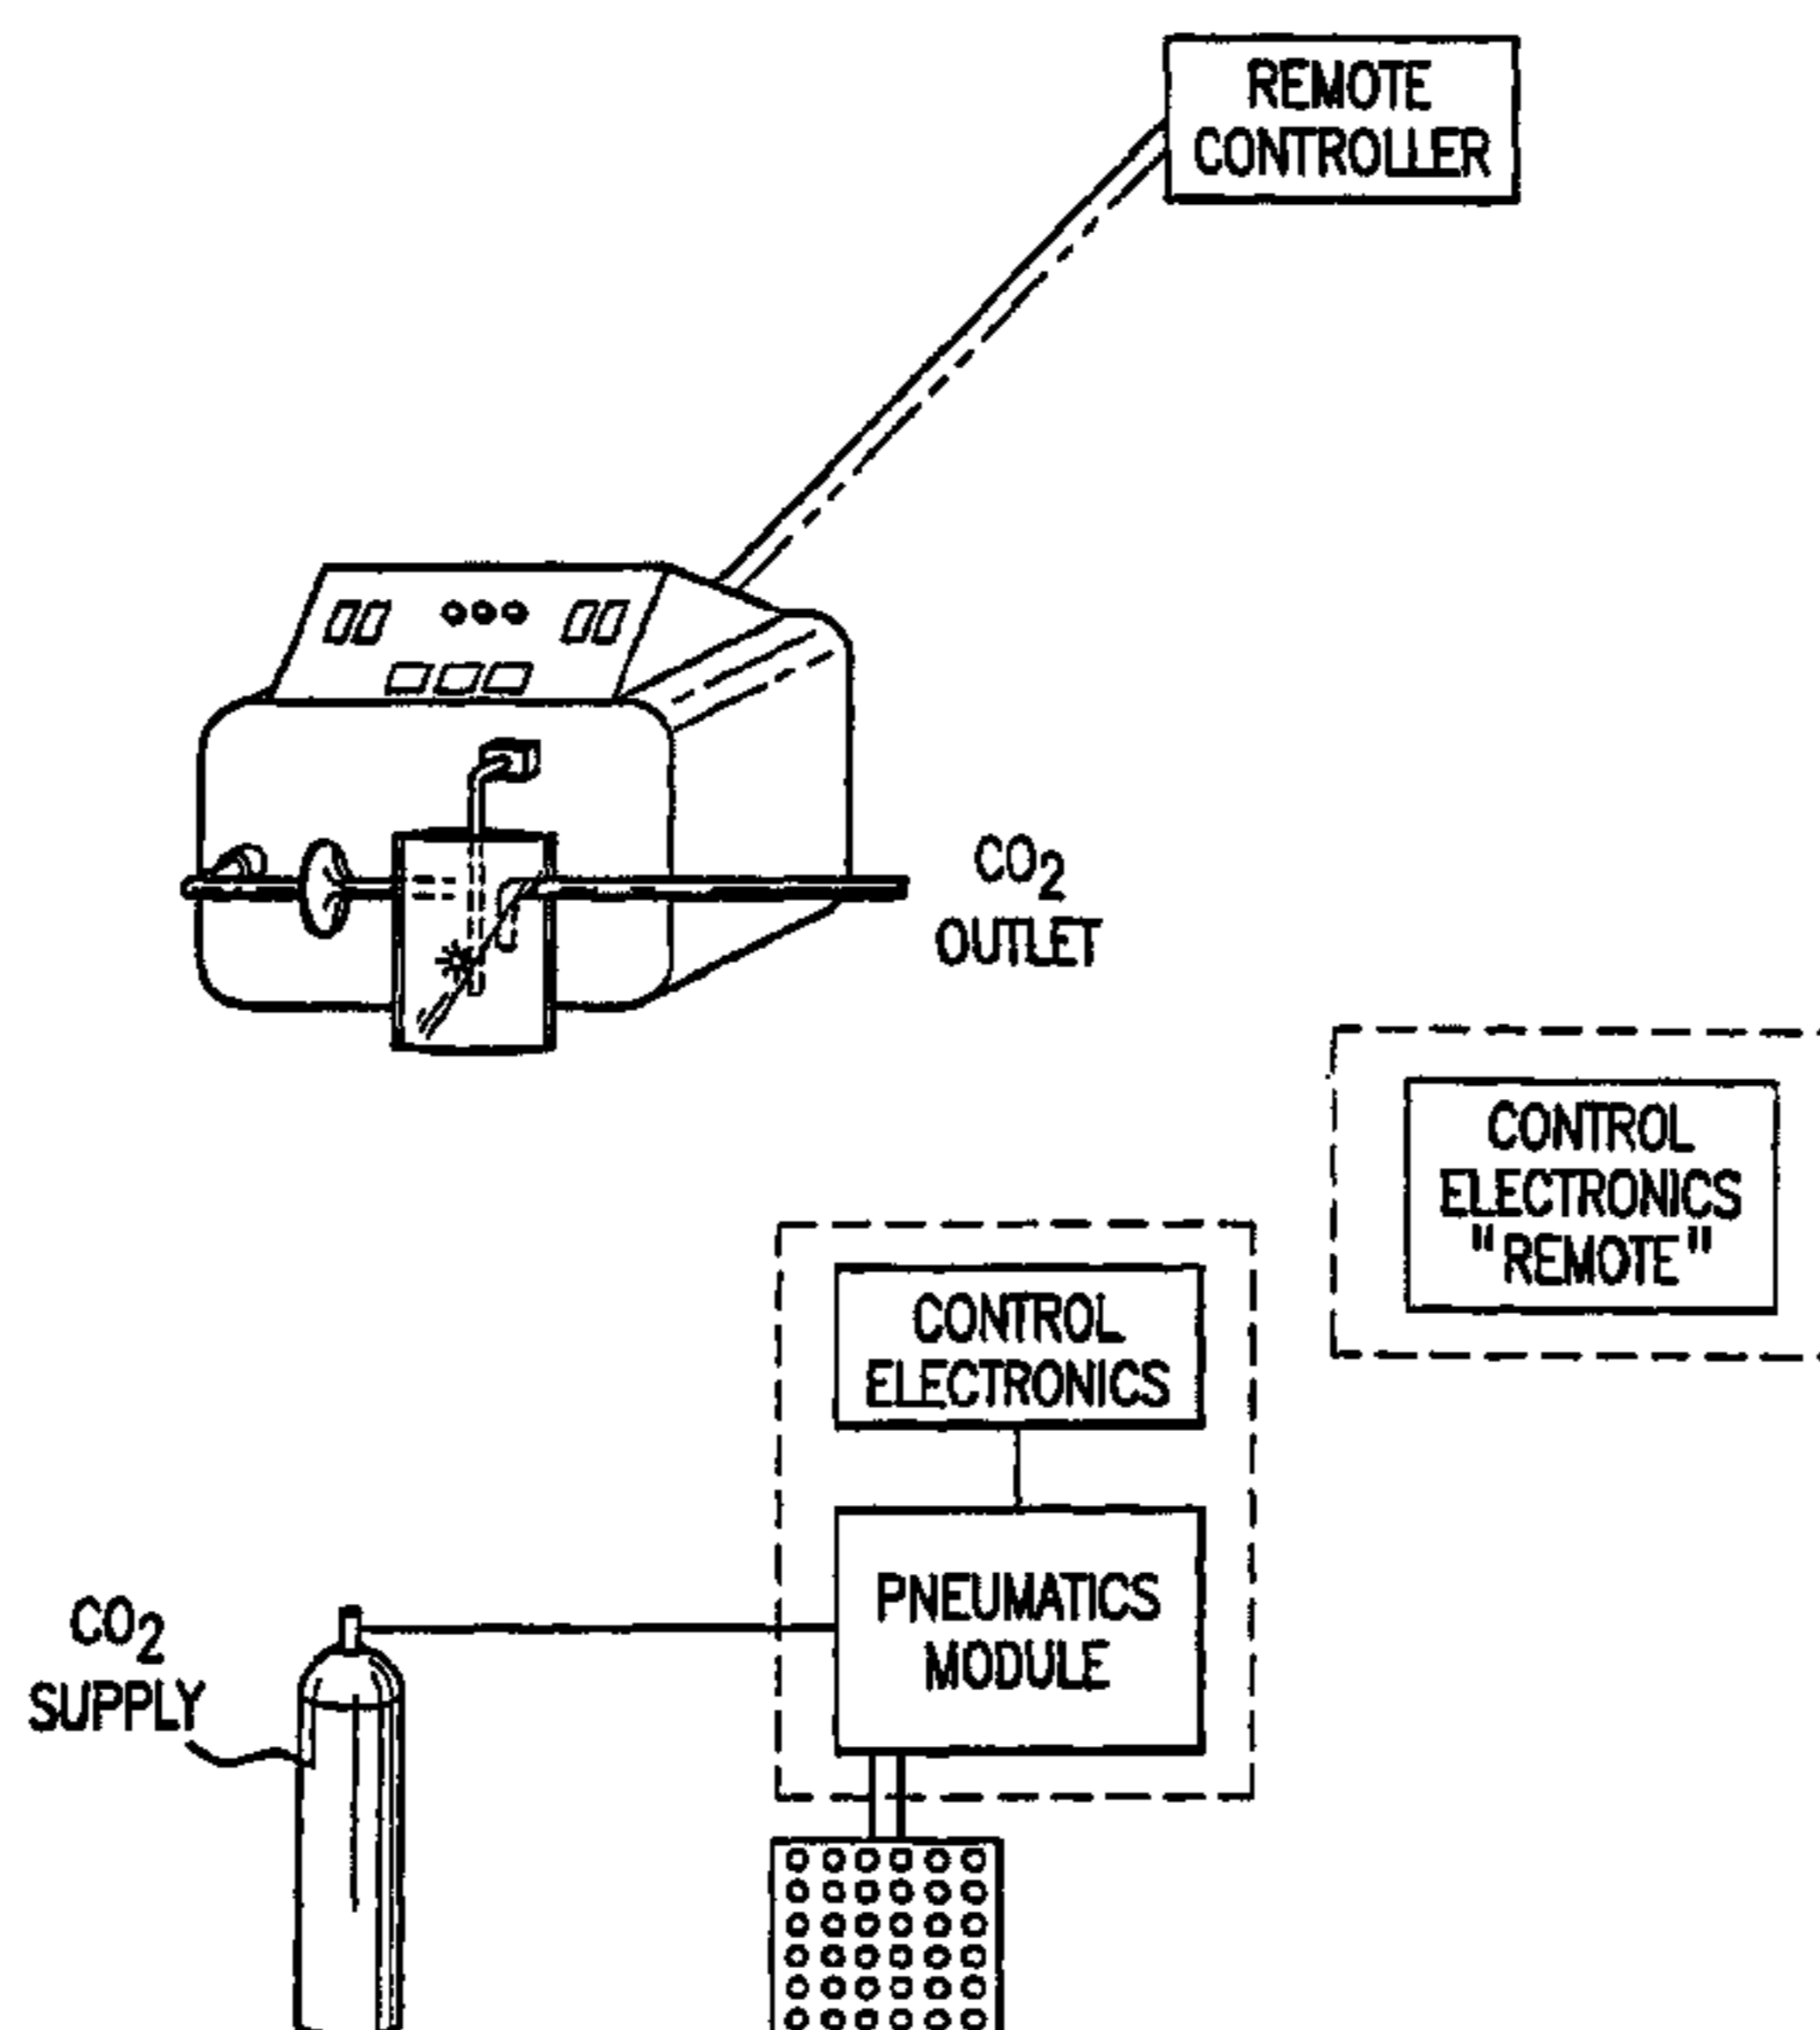 REMOTE
CONTROLLER
CO2
OUTLET
CONTROL
ELECTRONICS
"REMOTE"
CONTROL
ELECTRONICS
PNEUMATICS
MODULE
CO2
SUPPLY